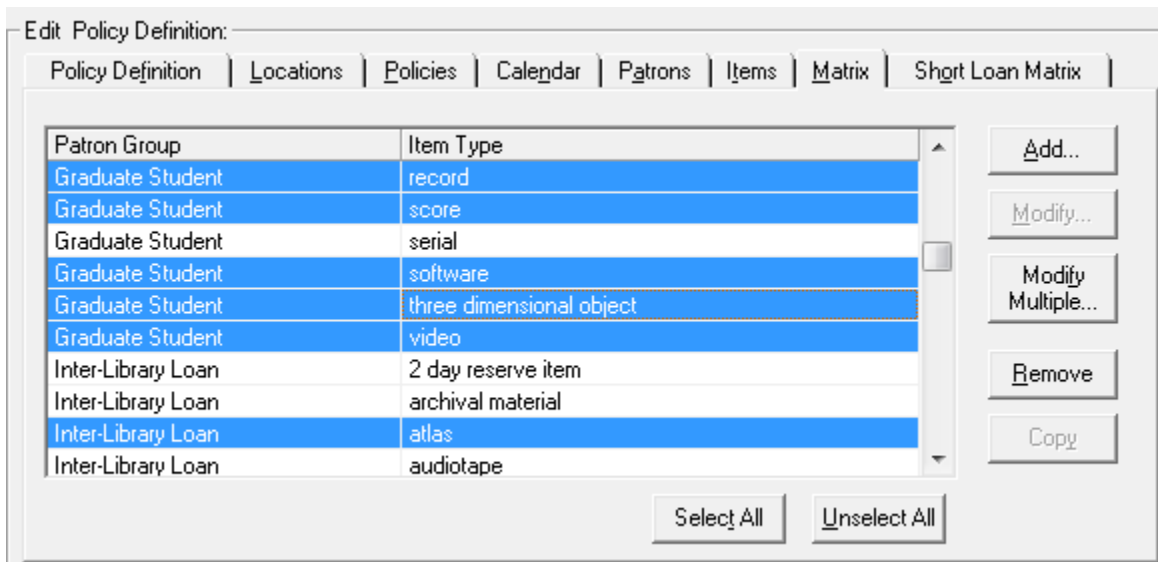 Edit Policy Definition:
Policy Definition Locations Policies Calendar Patrons Items Matrix Short Loan Matrix
Patron Group Item Type
Add...
Graduate Student record
Graduate Student score
Modify...
Graduate Student serial
Graduate Student software
Modify
Graduate Student three dimensional object
Multiple...
Graduate Student video
Inter-Library Loan 2 day reserve item
Remove
Inter-Library Loan archival material
Inter-Library Loan atlas
Copy
Inter-Library Loan audiotape
Select All Unselect All